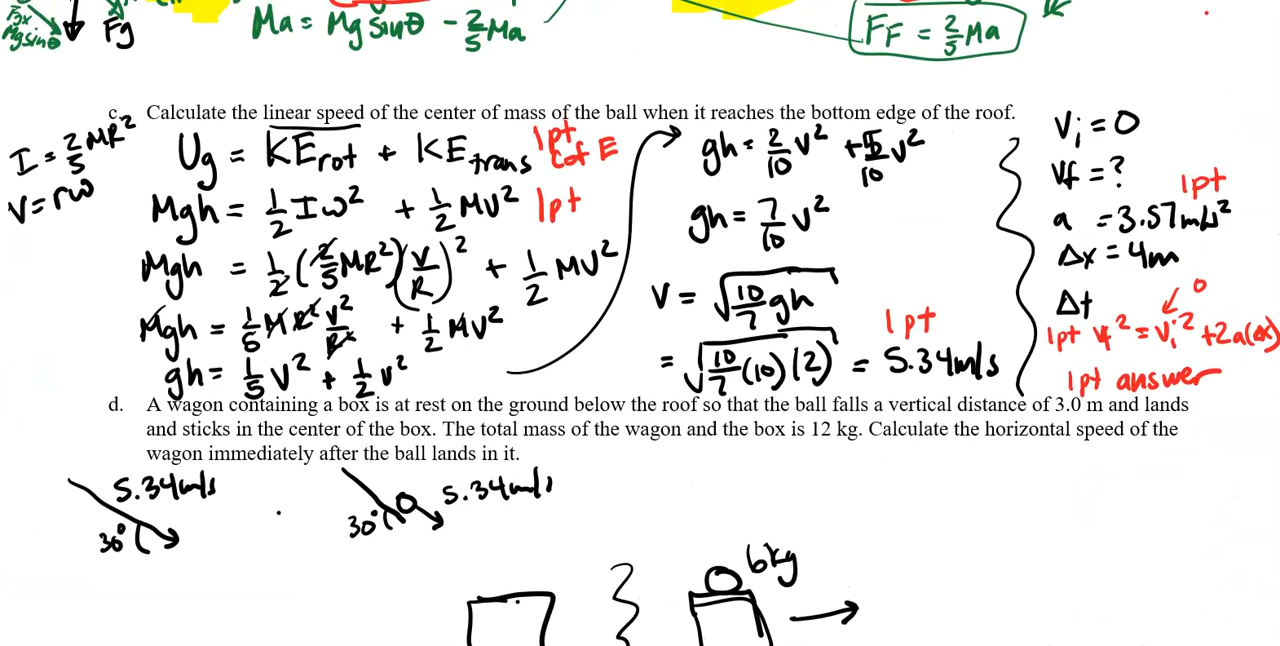 Fgx
Mgsinθ
Fg
Ma = Mg Sinθ - 2/5 Ma
FF = 2/5 Ma
c. Calculate the linear speed of the center of mass of the ball when it reaches the bottom edge of the roof.
I = 2/5 MR²
V = rω
Ug = KErot + KEtrans
1pt
Cof E
Mgh = 1/2 Iω² + 1/2 MV² 1pt
Mgh = 1/2 (2/5 MR²)(V/R)² + 1/2 MV²
Mgh = 1/5 MR² V²/R² + 1/2 MV²
gh = 1/5 V² + 1/2 V²
gh = 2/10 V² + 5/10 V²
gh = 7/10 V²
V = √(10/7 gh)
= √(10/7 (10)(2)) = 5.34m/s
1pt
Vi = 0
Vf = ?
1pt
a = 3.57m/s²
Δx = 4m
Δt
0
1pt Vf² = Vi² + 2a(Δx)
1pt answer
d. A wagon containing a box is at rest on the ground below the roof so that the ball falls a vertical distance of 3.0 m and lands
and sticks in the center of the box. The total mass of the wagon and the box is 12 kg. Calculate the horizontal speed of the
wagon immediately after the ball lands in it.
5.34m/s
30°
5.34m/s
30°
6kg